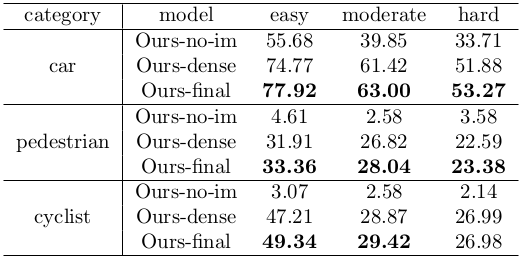 category model easy moderate hard
Ours-no-im 55.68 39.85 33.71
car Ours-dense 74.77 61.42 51.88
Ours-final 77.92 63.00 53.27
Ours-no-im 4.61 2.58 3.58
pedestrian Ours-dense 31.91 26.82 22.59
Ours-final 33.36 28.04 23.38
Ours-no-im 3.07 2.58 2.14
cyclist Ours-dense 47.21 28.87 26.99
Ours-final 49.34 29.42 26.98